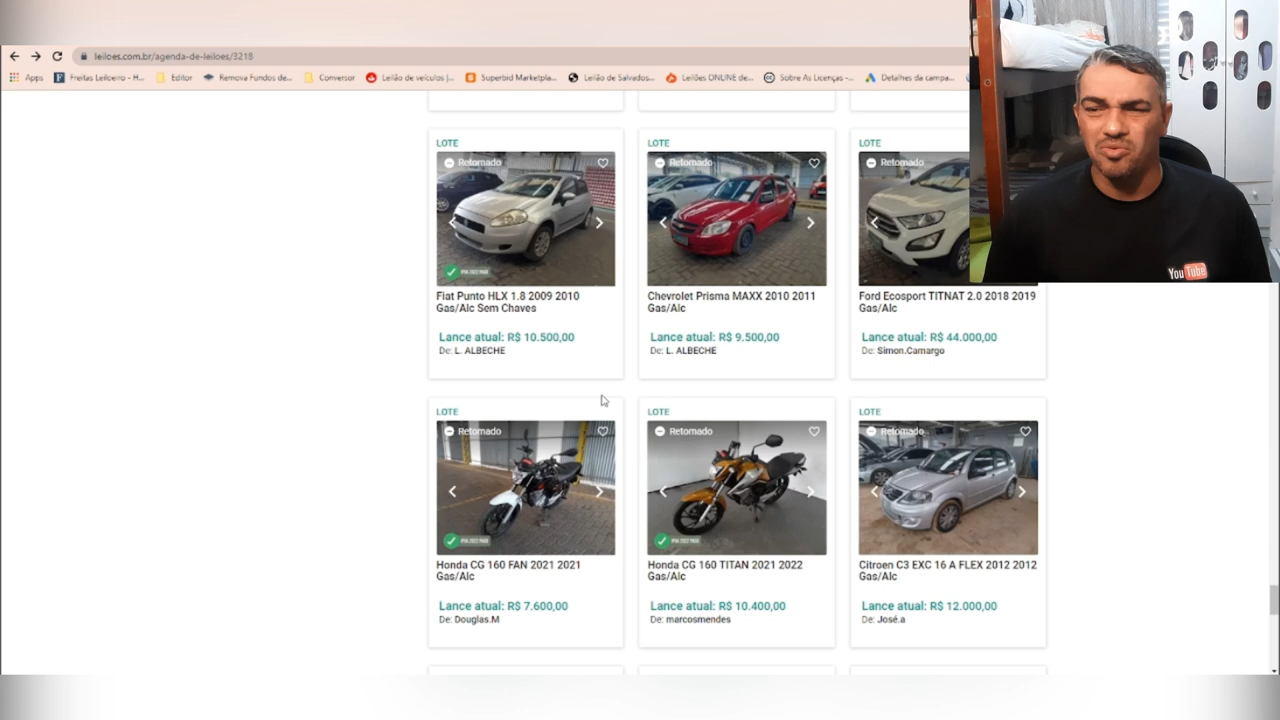 leiloes.com.br/agenda-de-leiloes/3218
Apps Freitas Leiloeiro - H... Editor Remova Fundos de... Conversor Leilão de veículos |... Superbid Marketpla... Leilão de Salvados... Leilões ONLINE de... Sobre As Licenças -... Detalhes da campa...
LOTE LOTE LOTE
Retomado Retomado Retomado
Fiat Punto HLX 1.8 2009 2010
Gas/Alc Sem Chaves
Lance atual: R$ 10.500,00
De: L. ALBECHE
Chevrolet Prisma MAXX 2010 2011
Gas/Alc
Lance atual: R$ 9.500,00
De: L. ALBECHE
Ford Ecosport TITNAT 2.0 2018 2019
Gas/Alc
Lance atual: R$ 44.000,00
De: Simon.Camargo
YouTube
LOTE LOTE LOTE
Retomado Retomado Retomado
Honda CG 160 FAN 2021 2021
Gas/Alc
Lance atual: R$ 7.600,00
De: Douglas.M
Honda CG 160 TITAN 2021 2022
Gas/Alc
Lance atual: R$ 10.400,00
De: marcosmendes
Citroen C3 EXC 16 A FLEX 2012 2012
Gas/Alc
Lance atual: R$ 12.000,00
De: José.a